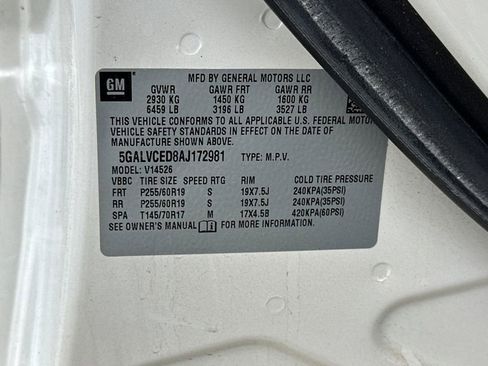 GM
MFD BY GENERAL MOTORS LLC
GVWR GAWR FRT GAWR RR
2930 KG 1450 KG 1600 KG
6459 LB 3196 LB 3527 LB
THIS VEHICLE CONFORMS TO ALL APPLICABLE U.S. FEDERAL MOTOR
VEHICLE SAFETY STANDARDS IN EFFECT ON THE DATE OF
MANUFACTURE SHOWN ABOVE.
5GALVCED8AJ172981 TYPE: M.P.V.
MODEL: V14526
VBBC TIRE SIZE SPEED RTG RIM COLD TIRE PRESSURE
FRT P255/60R19 S 19X7.5J 240KPA(35PSI)
RR P255/60R19 S 19X7.5J 240KPA(35PSI)
SPA T145/70R17 M 17X4.5B 420KPA(60PSI)
SEE OWNER'S MANUAL FOR MORE INFORMATION.